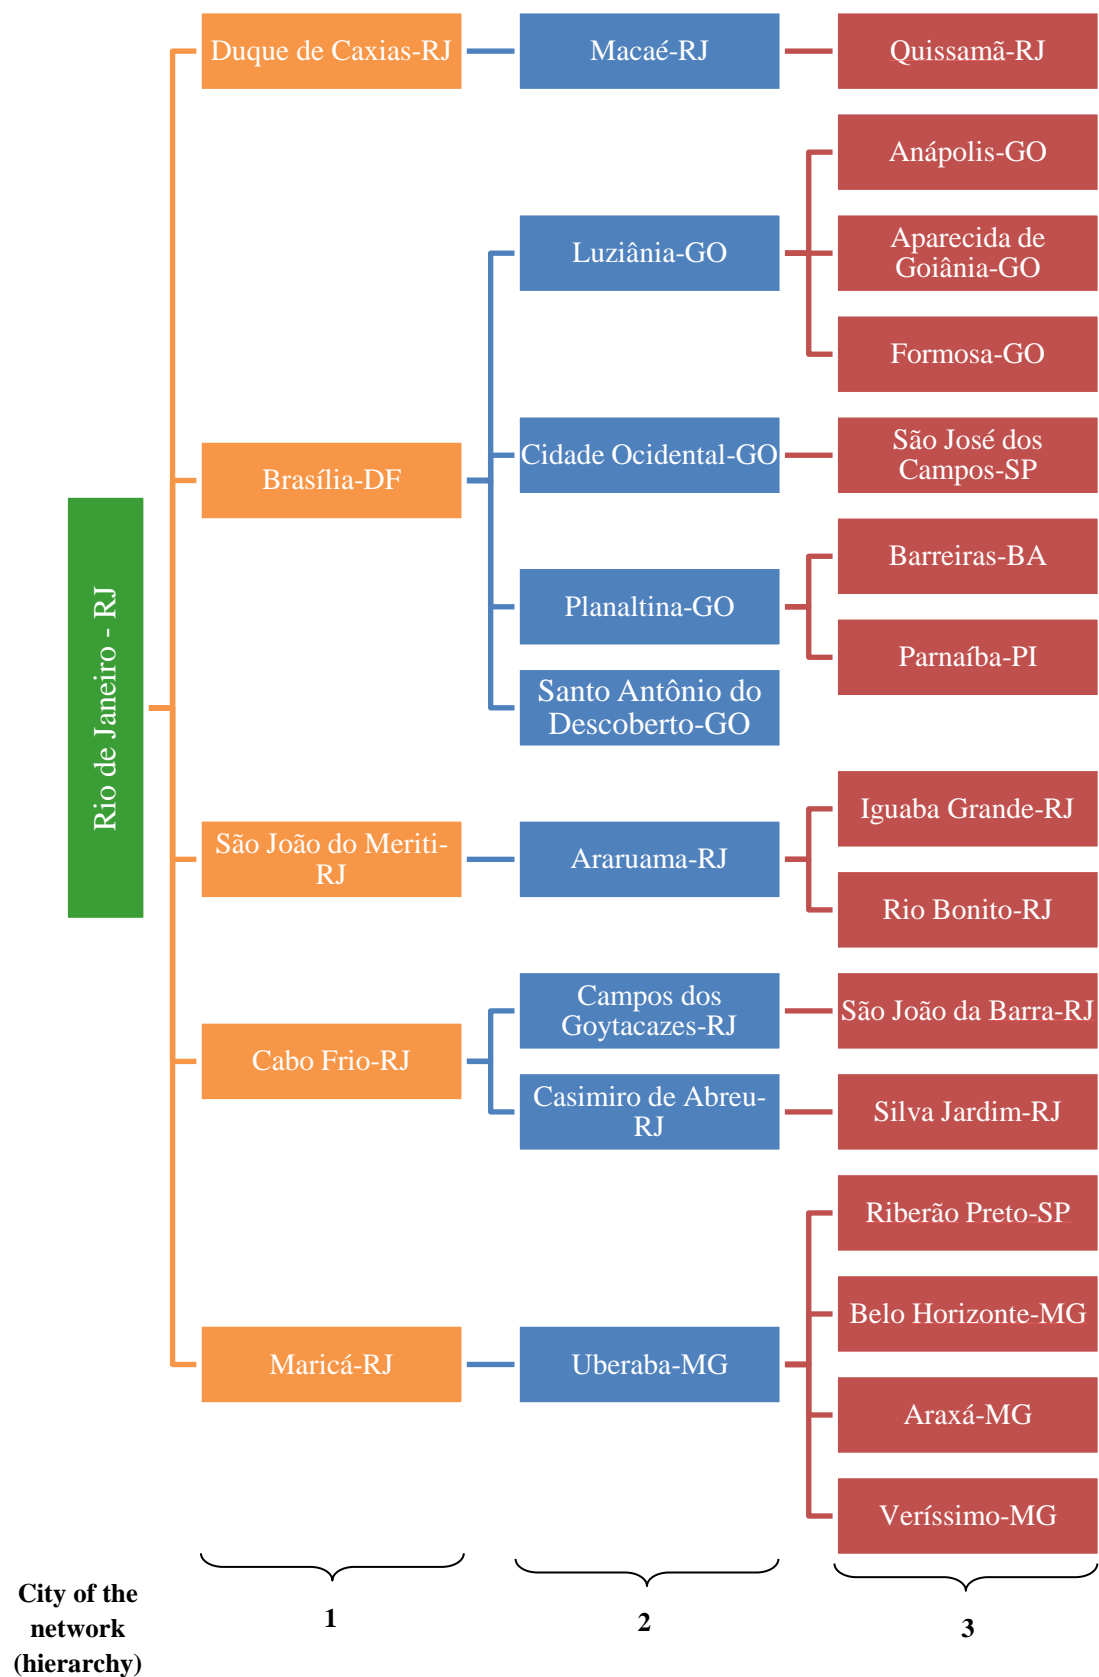 Duque de Caxias-RJ
Macaé-RJ
Quissamã-RJ
Anápolis-GO
Luziânia-GO
Aparecida de
Goiânia-GO
Formosa-GO
Brasília-DF
Cidade Ocidental-GO
São José dos
Campos-SP
Barreiras-BA
Planaltina-GO
Parnaíba-PI
Santo Antônio do
Descoberto-GO
Rio de Janeiro - RJ
Iguaba Grande-RJ
São João do Meriti-
RJ
Araruama-RJ
Rio Bonito-RJ
Campos dos
Goytacazes-RJ
São João da Barra-RJ
Cabo Frio-RJ
Casimiro de Abreu-
RJ
Silva Jardim-RJ
Riberão Preto-SP
Belo Horizonte-MG
Maricá-RJ
Uberaba-MG
Araxá-MG
Veríssimo-MG
City of the
network
(hierarchy)
1
2
3